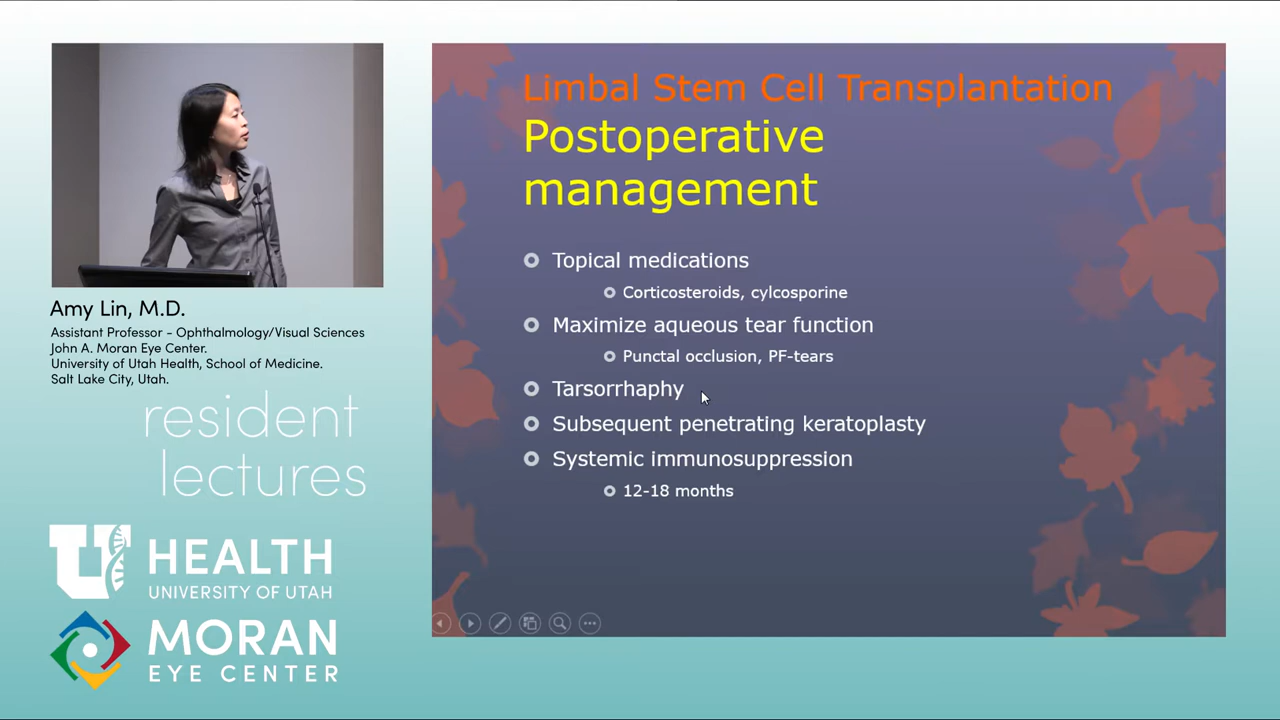 Limbal Stem Cell Transplantation
Postoperative
management
Topical medications
Corticosteroids, cylcosporine
Maximize aqueous tear function
Punctal occlusion, PF-tears
Tarsorrhaphy
Subsequent penetrating keratoplasty
Systemic immunosuppression
12-18 months
Amy Lin, M.D.
Assistant Professor - Ophthalmology/Visual Sciences
John A. Moran Eye Center.
University of Utah Health, School of Medicine.
Salt Lake City, Utah.
resident
lectures
U HEALTH
UNIVERSITY OF UTAH
MORAN
EYE CENTER